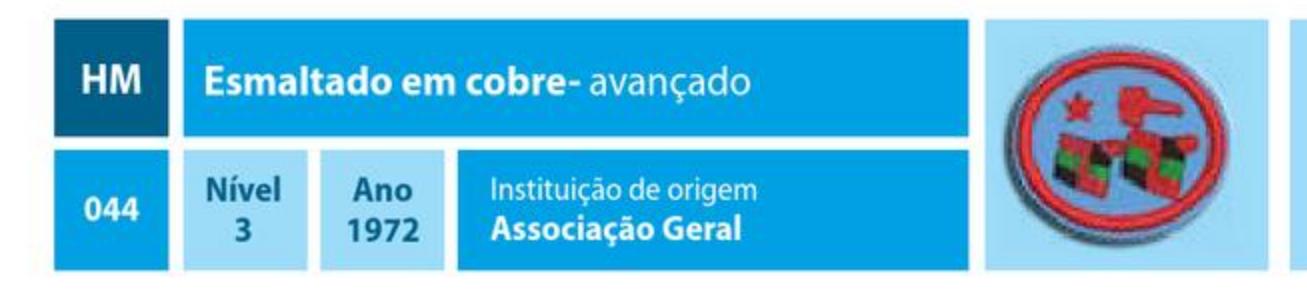 HM
Esmaltado em cobre- avançado
044
Nível
3
Ano
1972
Instituição de origem
Associação Geral